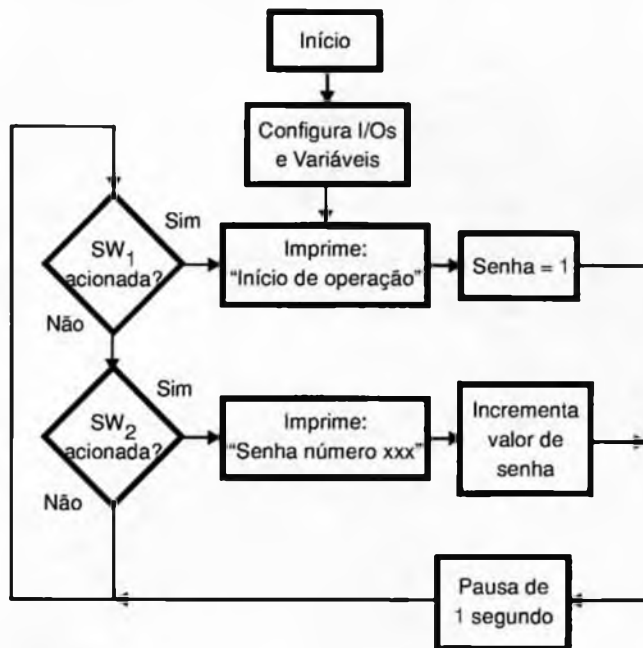 Início
Configura I/Os
e Variáveis
Sim
SW1
acionada?
Imprime:
"Início de operação"
Senha = 1
Não
Sim
SW2
acionada?
Imprime:
"Senha número xxx"
Incrementa
valor de
senha
Não
Pausa de
1 segundo